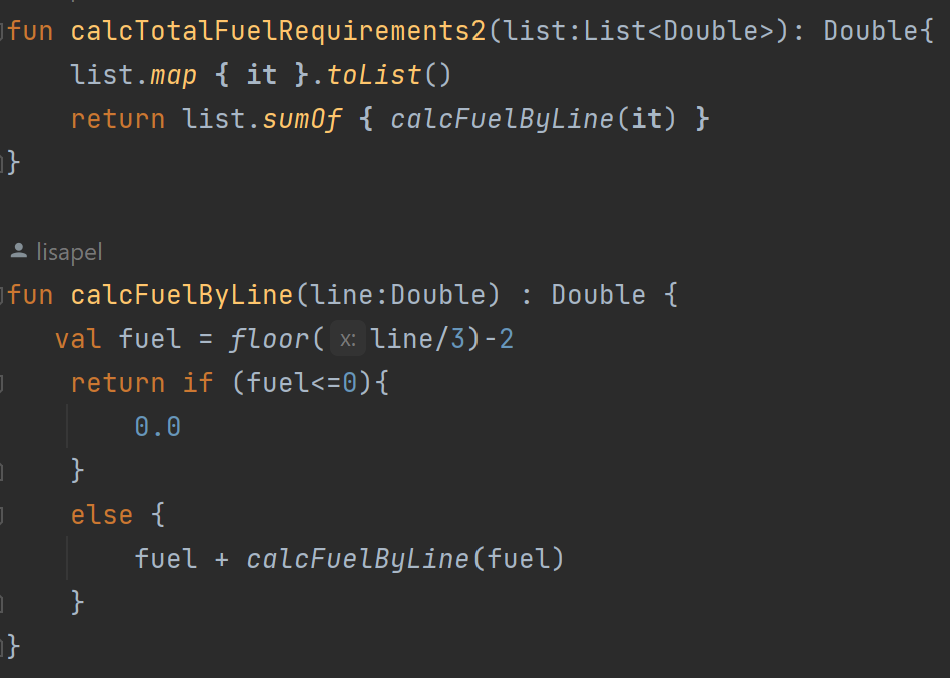 fun calcTotalFuelRequirements2(list:List<Double>): Double{
    list.map { it }.toList()
    return list.sumOf { calcFuelByLine(it) }
}
lisapel
fun calcFuelByLine(line:Double) : Double {
   val fuel = floor( x: line/3)-2
    return if (fuel<=0){
        0.0
    }
    else {
        fuel + calcFuelByLine(fuel)
    }
}